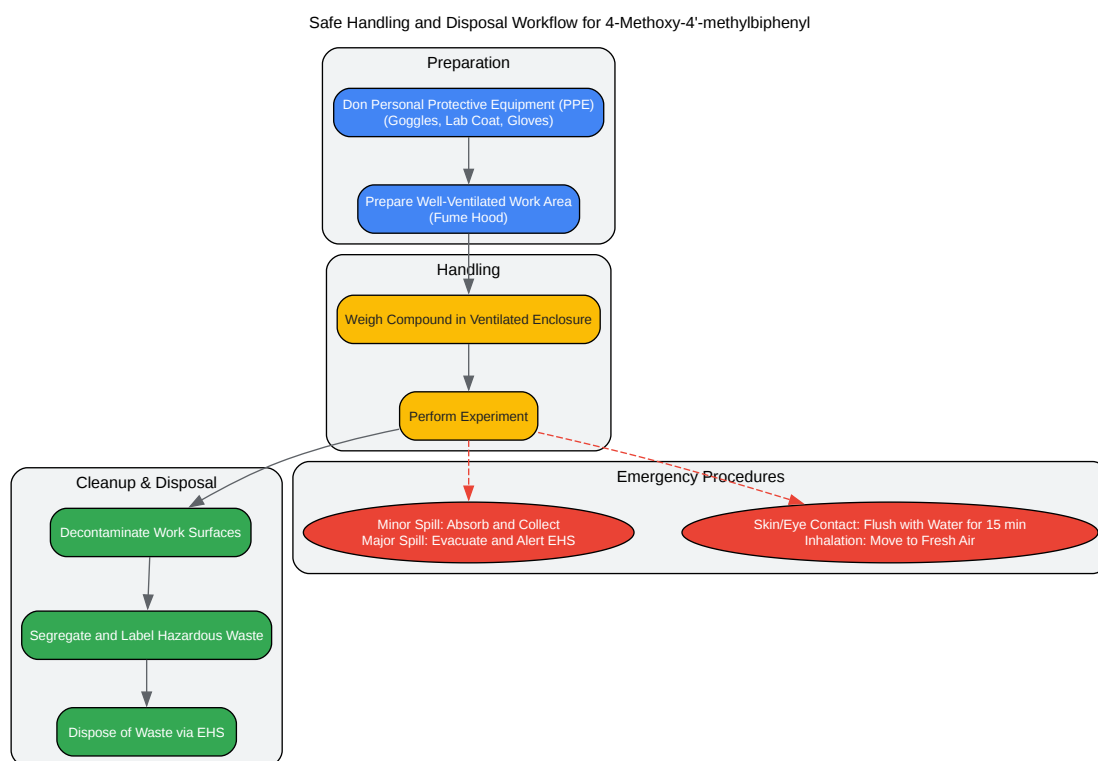 Safe Handling and Disposal Workflow for 4-Methoxy-4'-methylbiphenyl
Preparation
Don Personal Protective Equipment (PPE)
(Goggles, Lab Coat, Gloves)
Prepare Well-Ventilated Work Area
(Fume Hood)
Handling
Weigh Compound in Ventilated Enclosure
Perform Experiment
Cleanup & Disposal
Decontaminate Work Surfaces
Segregate and Label Hazardous Waste
Dispose of Waste via EHS
Emergency Procedures
Minor Spill: Absorb and Collect
Major Spill: Evacuate and Alert EHS
Skin/Eye Contact: Flush with Water for 15 min
Inhalation: Move to Fresh Air